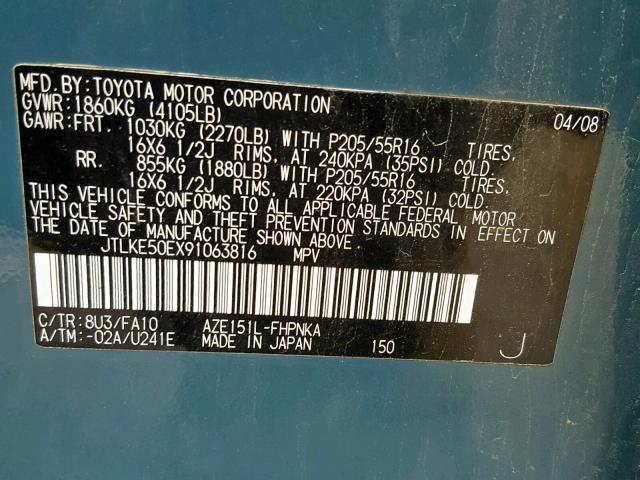 MFD.BY:TOYOTA MOTOR CORPORATION 04/08
GVWR:1860KG (4105LB)
GAWR:FRT. 1030KG (2270LB) WITH P205/55R16 TIRES,
16X6 1/2J RIMS, AT 240KPA (35PSI) COLD.
RR. 855KG (1880LB) WITH P205/55R16 TIRES,
16X6 1/2J RIMS, AT 220KPA (32PSI) COLD.
THIS VEHICLE CONFORMS TO ALL APPLICABLE FEDERAL MOTOR
VEHICLE SAFETY AND THEFT PREVENTION STANDARDS IN EFFECT ON
THE DATE OF MANUFACTURE SHOWN ABOVE.
JTLKE50EX91063816 MPV
C/TR:8U3/FA10 AZE151L-FHPNKA
A/TM:-02A/U241E MADE IN JAPAN 150 J